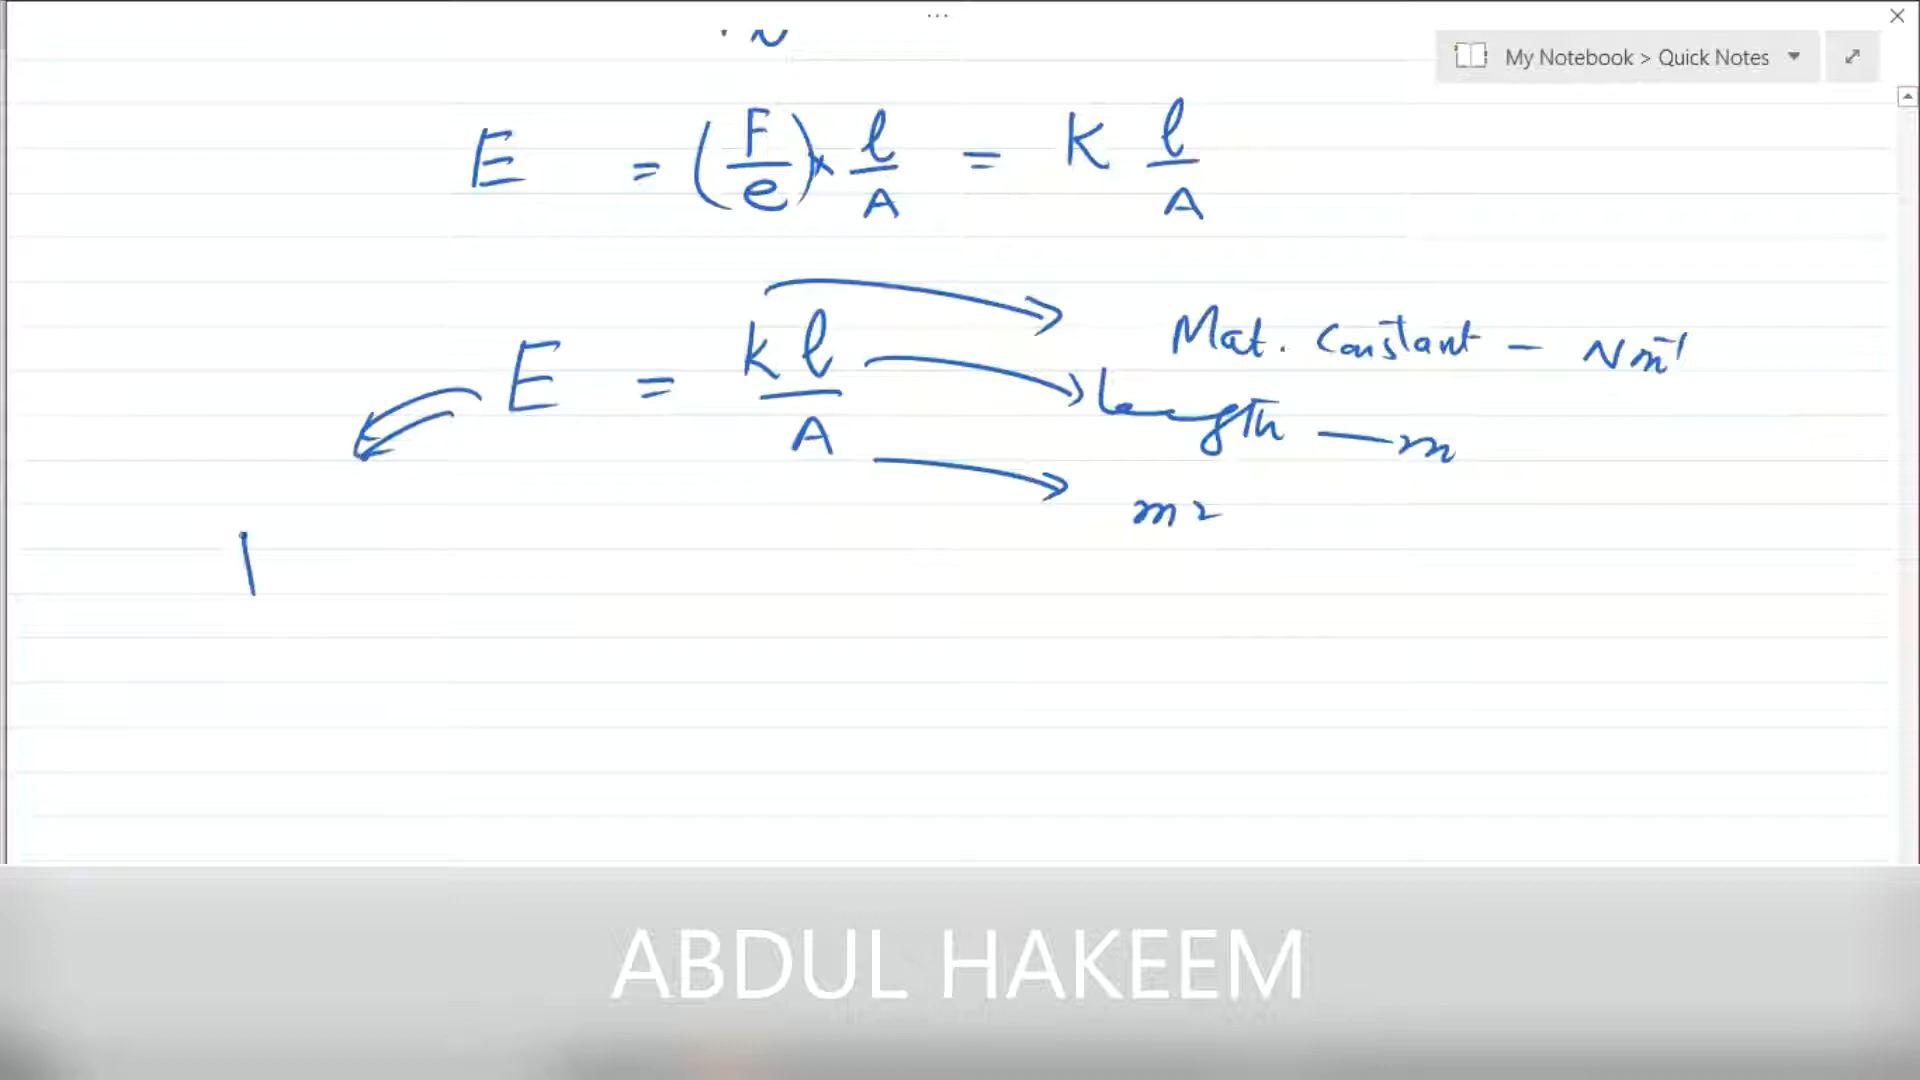 My Notebook > Quick Notes
E = (F/e) × l/A = K l/A
E = kl/A
Mat. Constant – Nm⁻¹
length — m
m2
ABDUL HAKEEM